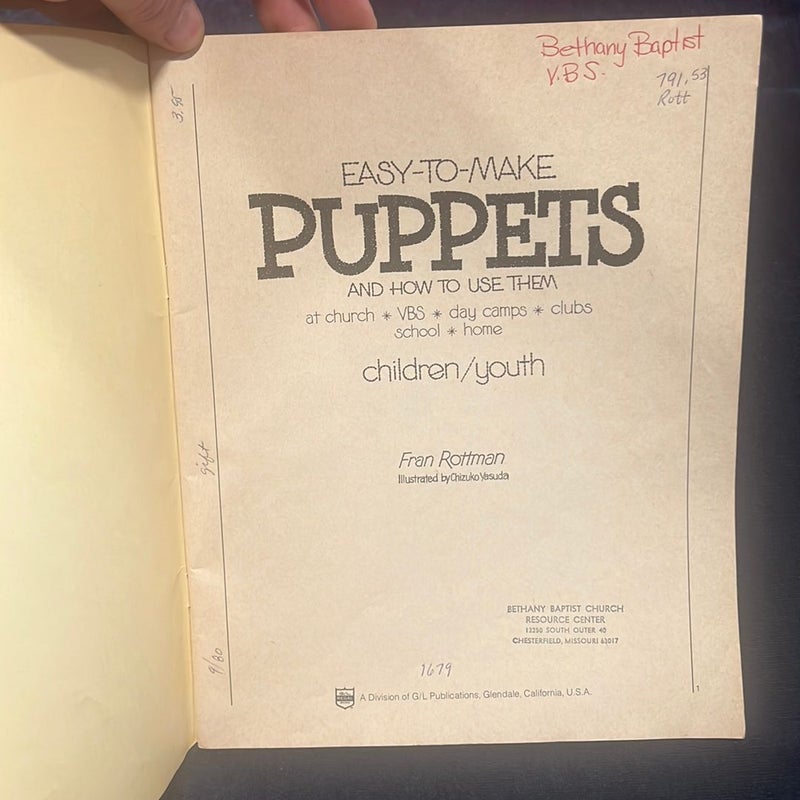 Bethany Baptist
V.B.S.
791.53
Rott
3.95
EASY-TO-MAKE
PUPPETS
AND HOW TO USE THEM
at church * VBS * day camps * clubs
school * home
children/youth
gift
Fran Rottman
Illustrated by Chizuko Yasuda
BETHANY BAPTIST CHURCH
RESOURCE CENTER
13250 SOUTH OUTER 40
CHESTERFIELD, MISSOURI 63017
9/80
1679
A Division of G/L Publications, Glendale, California, U.S.A.
1